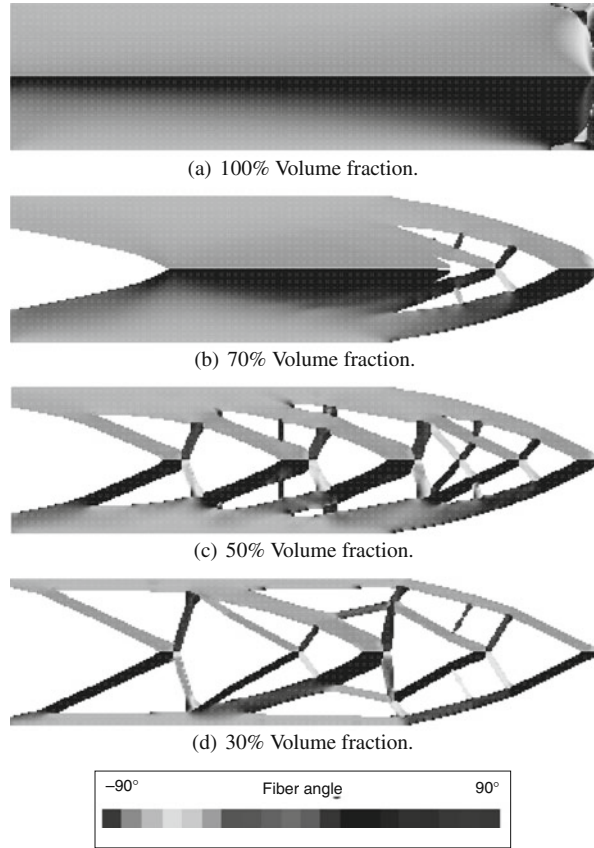 (a) 100% Volume fraction.
(b) 70% Volume fraction.
(c) 50% Volume fraction.
(d) 30% Volume fraction.
–90° Fiber angle 90°